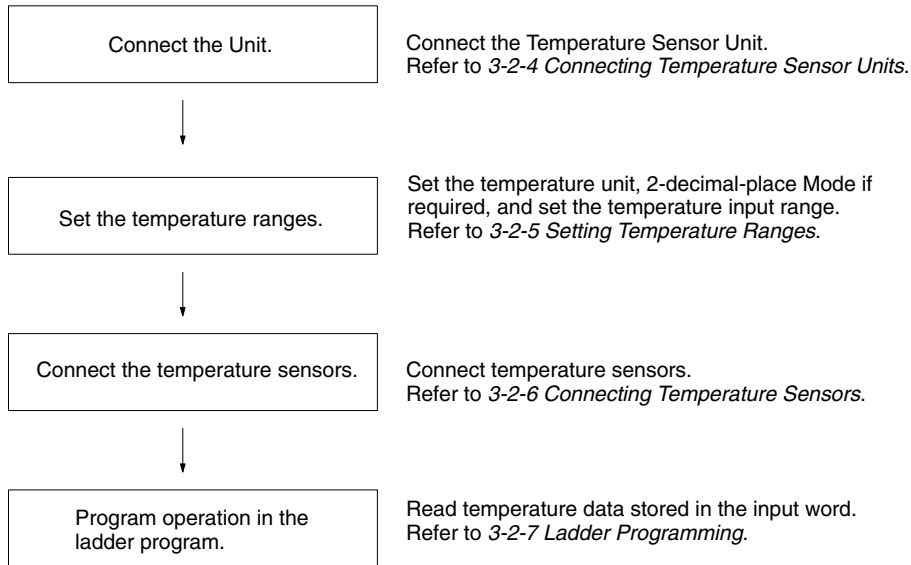 Connect the Unit.
Connect the Temperature Sensor Unit.
Refer to 3-2-4 Connecting Temperature Sensor Units.
Set the temperature ranges.
Set the temperature unit, 2-decimal-place Mode if
required, and set the temperature input range.
Refer to 3-2-5 Setting Temperature Ranges.
Connect the temperature sensors.
Connect temperature sensors.
Refer to 3-2-6 Connecting Temperature Sensors.
Program operation in the
ladder program.
Read temperature data stored in the input word.
Refer to 3-2-7 Ladder Programming.